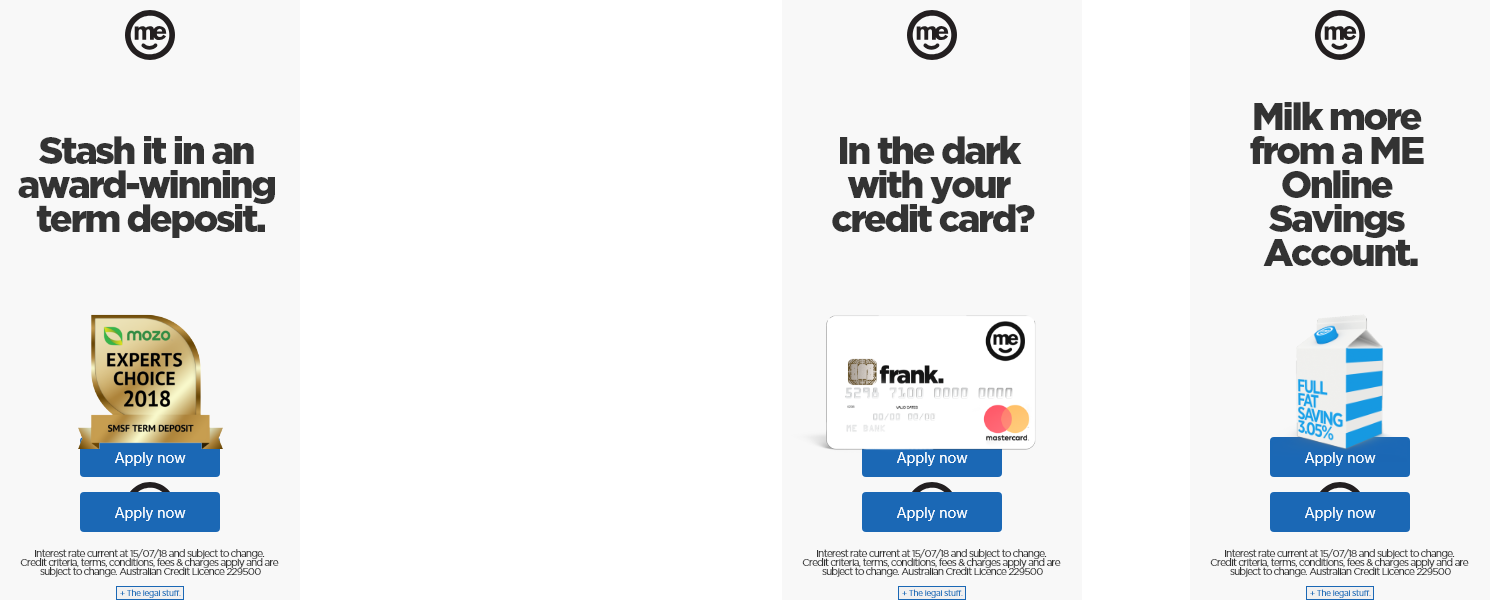 me
Stash it in an
award-winning
term deposit.
mozo
EXPERTS
CHOICE
2018
SMSF TERM DEPOSIT
Apply now
Apply now
Interest rate current at 15/07/18 and subject to change.
Credit criteria, terms, conditions, fees & charges apply and are
subject to change. Australian Credit Licence 229500
+ The legal stuff.
me
In the dark
with your
credit card?
me
frank.
5298 7100 0000 0000
VALID DATES
00/00 00/00
ME BANK
mastercard.
Apply now
Apply now
Interest rate current at 15/07/18 and subject to change.
Credit criteria, terms, conditions, fees & charges apply and are
subject to change. Australian Credit Licence 229500
+ The legal stuff.
me
Milk more
from a ME
Online
Savings
Account.
FULL
FAT
SAVING
3.05%
Apply now
Apply now
Interest rate current at 15/07/18 and subject to change.
Credit criteria, terms, conditions, fees & charges apply and are
subject to change. Australian Credit Licence 229500
+ The legal stuff.